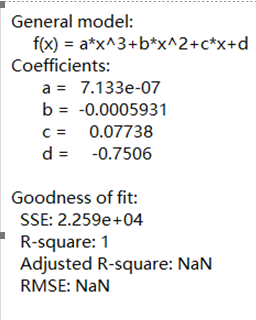 General model:
f(x) = a*x^3+b*x^2+c*x+d
Coefficients:
a = 7.133e-07
b = -0.0005931
c = 0.07738
d = -0.7506
Goodness of fit:
SSE: 2.259e+04
R-square: 1
Adjusted R-square: NaN
RMSE: NaN